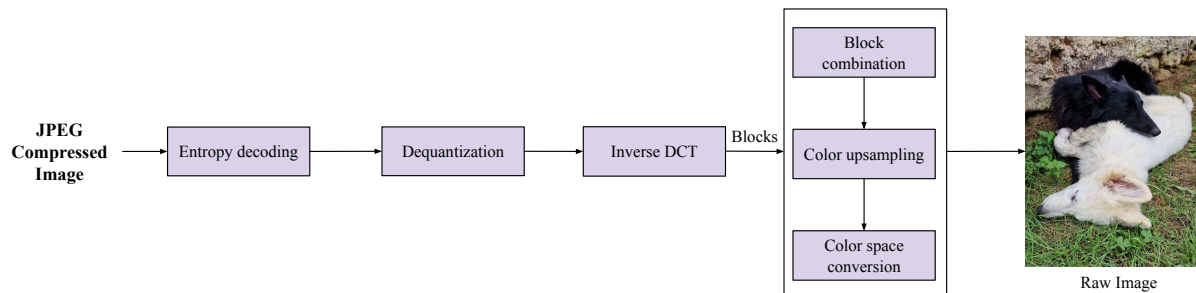 JPEG
Compressed
Image
Entropy decoding
Dequantization
Inverse DCT
Blocks
Block
combination
Color upsampling
Color space
conversion
Raw Image